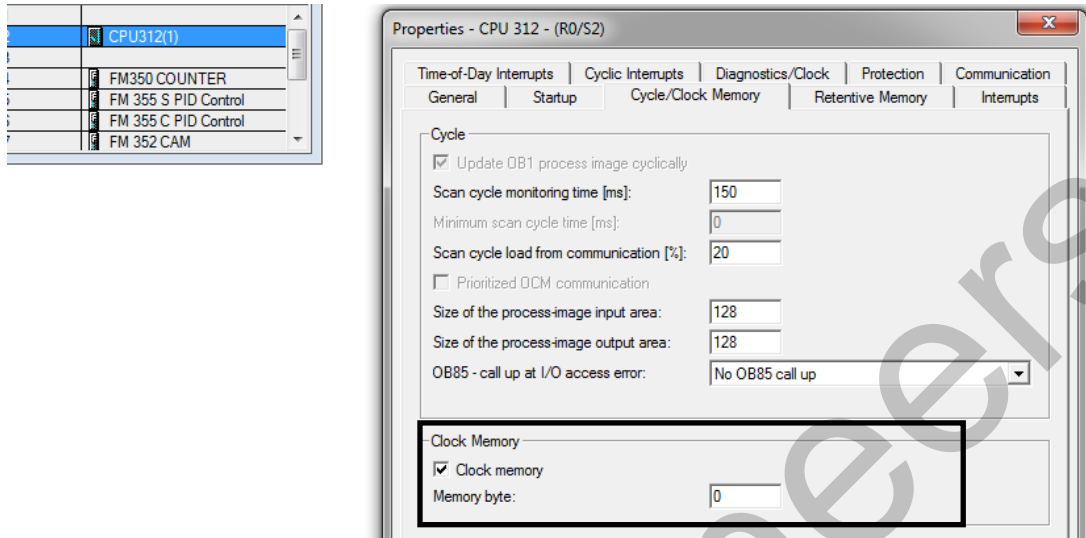 CPU312(1)
FM350 COUNTER
FM 355 S PID Control
FM 355 C PID Control
FM 352 CAM
Properties - CPU 312 - (R0/S2)
Time-of-Day Interrupts Cyclic Interrupts Diagnostics/Clock Protection Communication
General Startup Cycle/Clock Memory Retentive Memory Interrupts
Cycle
Update OB1 process image cyclically
Scan cycle monitoring time [ms]: 150
Minimum scan cycle time [ms]: 0
Scan cycle load from communication [%]: 20
Prioritized OCM communication
Size of the process-image input area: 128
Size of the process-image output area: 128
OB85 - call up at I/O access error: No OB85 call up
Clock Memory
Clock memory
Memory byte: 0